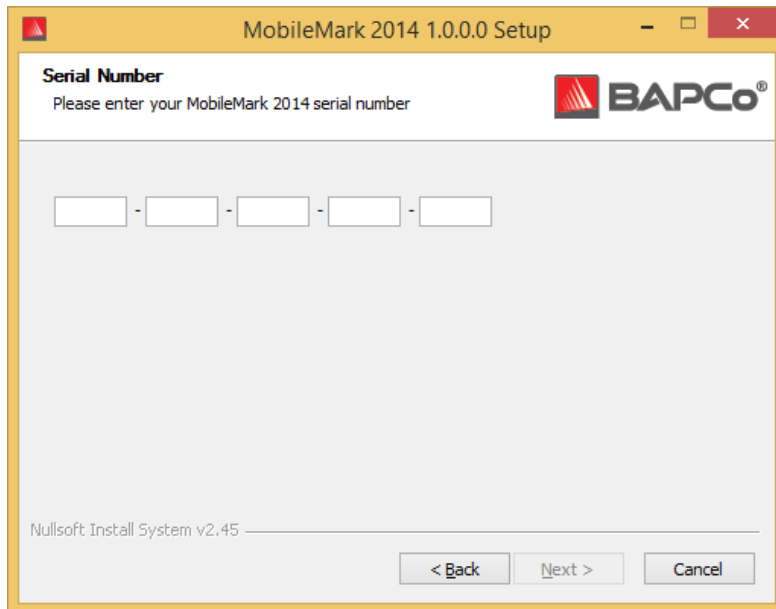 MobileMark 2014 1.0.0.0 Setup
Serial Number
Please enter your MobileMark 2014 serial number
BAPCo®
- - - -
Nullsoft Install System v2.45
< Back
Next >
Cancel